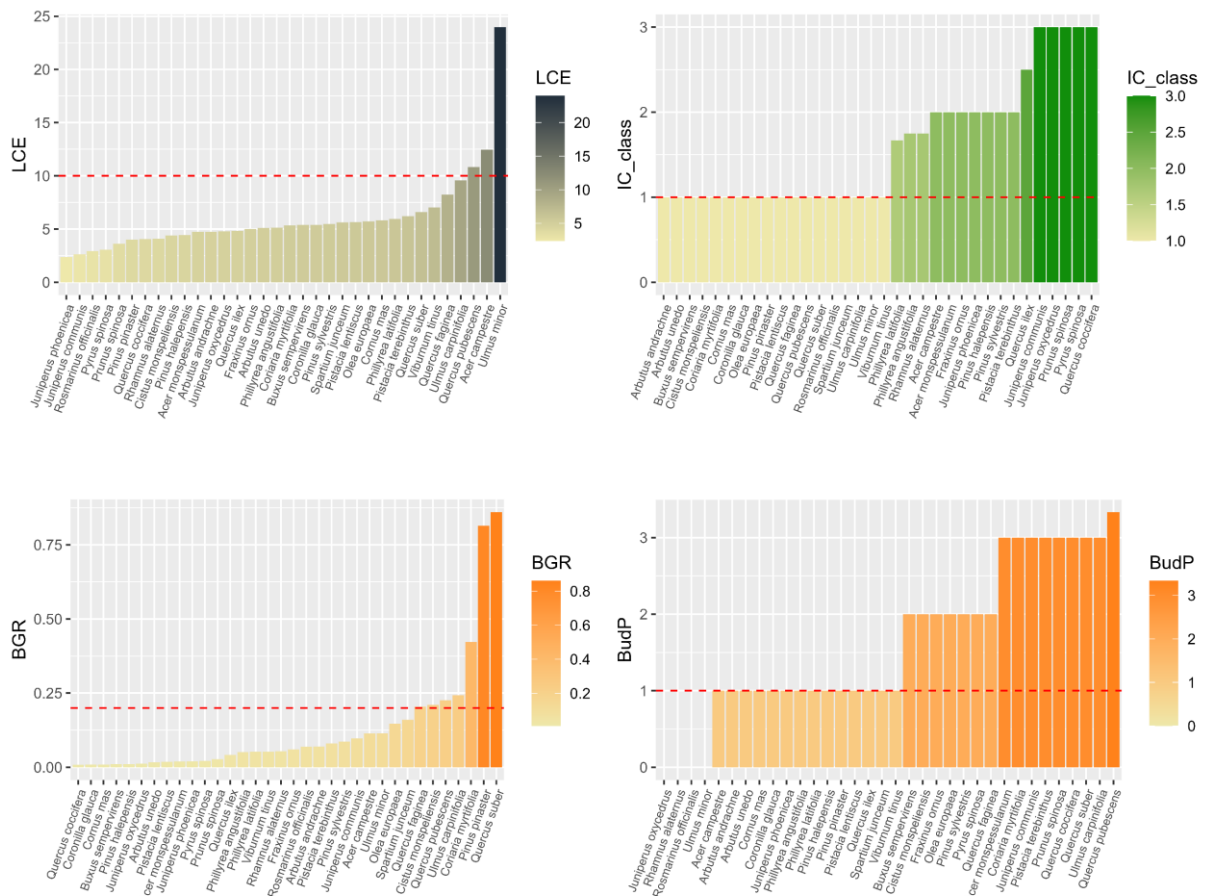 LCE
25
20
15
10
5
0
Juniperus phoenicea
Juniperus communis
Rosmarinus officinalis
Pyrus spinosa
Prunus spinosa
Pinus pinaster
Quercus coccifera
Rhamnus alaternus
Cistus monspeliensis
Pinus halepensis
Acer monspessulanum
Arbutus andrachne
Juniperus oxycedrus
Quercus ilex
Fraxinus ornus
Arbutus unedo
Phillyrea angustifolia
Coriaria myrtifolia
Buxus sempervirens
Coronilla glauca
Pinus sylvestris
Spartium junceum
Pistacia lentiscus
Olea europaea
Cornus mas
Phillyrea latifolia
Pistacia terebinthus
Quercus suber
Viburnum tinus
Quercus faginea
Ulmus carpinifolia
Quercus pubescens
Acer campestre
Ulmus minor
LCE
20
15
10
5
IC_class
3
2
1
0
Arbutus andrachne
Arbutus unedo
Buxus sempervirens
Cistus monspeliensis
Coriaria myrtifolia
Cornus mas
Coronilla glauca
Olea europaea
Pinus pinaster
Pistacia lentiscus
Quercus faginea
Quercus pubescens
Quercus suber
Rosmarinus officinalis
Spartium junceum
Ulmus carpinifolia
Ulmus minor
Viburnum tinus
Phillyrea latifolia
Phillyrea angustifolia
Rhamnus alaternus
Acer campestre
Acer monspessulanum
Fraxinus ornus
Juniperus phoenicea
Pinus halepensis
Pinus sylvestris
Pistacia terebinthus
Quercus ilex
Juniperus communis
Juniperus oxycedrus
Prunus spinosa
Pyrus spinosa
Quercus coccifera
IC_class
3.0
2.5
2.0
1.5
1.0
BGR
0.75
0.50
0.25
0.00
Quercus coccifera
Coronilla glauca
Cornus mas
Buxus sempervirens
Pinus halepensis
Juniperus oxycedrus
Arbutus unedo
Pistacia lentiscus
cer monspessulanum
Juniperus phoenicea
Pyrus spinosa
Prunus spinosa
Quercus ilex
Phillyrea angustifolia
Phillyrea latifolia
Viburnum tinus
Rhamnus alaternus
Fraxinus ornus
Rosmarinus officinalis
Arbutus andrachne
Pistacia terebinthus
Pinus sylvestris
Juniperus communis
Acer campestre
Ulmus minor
Olea europaea
Spartium junceum
Quercus faginea
Cistus monspeliensis
Quercus pubescens
Ulmus carpinifolia
Coriaria myrtifolia
Pinus pinaster
Quercus suber
BGR
0.8
0.6
0.4
0.2
BudP
3
2
1
0
Juniperus oxycedrus
Rhamnus alaternus
Rosmarinus officinalis
Ulmus minor
Acer campestre
Arbutus andrachne
Arbutus unedo
Cornus mas
Coronilla glauca
Juniperus phoenicea
Phillyrea angustifolia
Phillyrea latifolia
Pinus halepensis
Pinus pinaster
Pistacia lentiscus
Quercus ilex
Spartium junceum
Viburnum tinus
Buxus sempervirens
Cistus monspeliensis
Fraxinus ornus
Olea europaea
Pinus sylvestris
Pyrus spinosa
Quercus faginea
Acer monspessulanum
Coriaria myrtifolia
Juniperus communis
Pistacia terebinthus
Prunus spinosa
Quercus coccifera
Quercus suber
Ulmus carpinifolia
Quercus pubescens
BudP
3
2
1
0